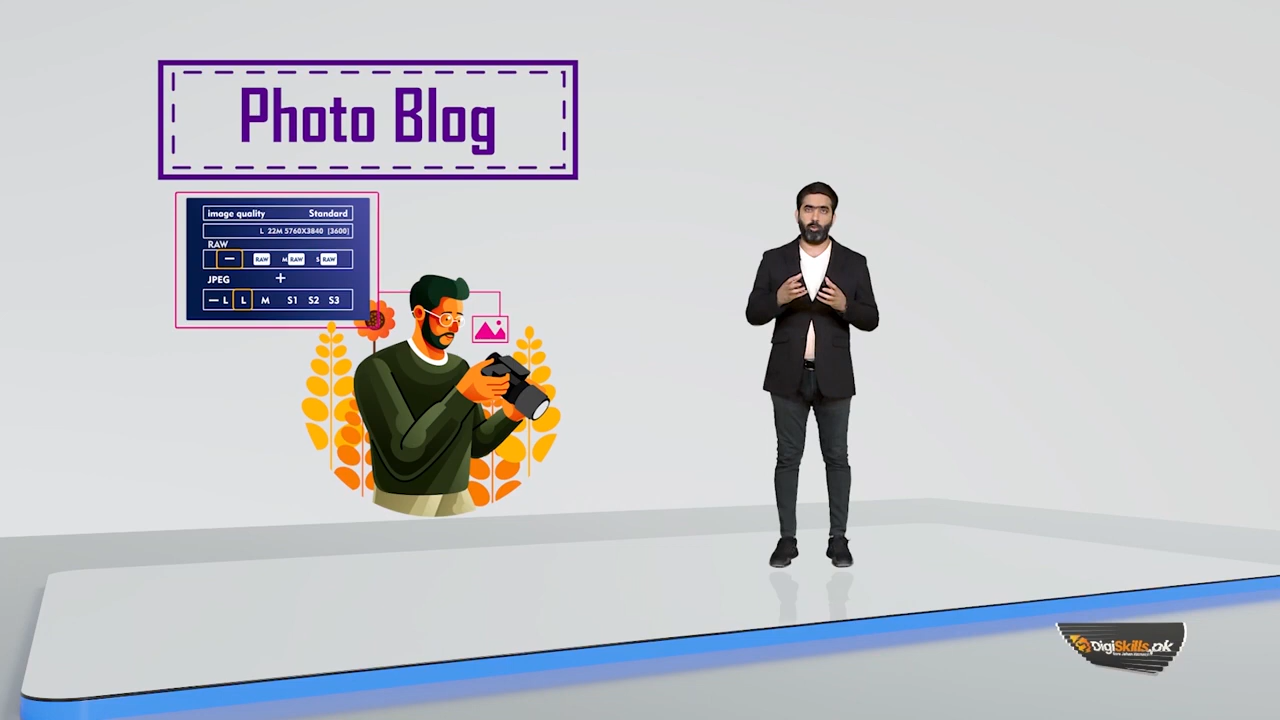 Photo Blog
image quality Standard
L 22M 5760X3840 [3600]
RAW
— RAW M RAW S RAW
JPEG +
— L L M S1 S2 S3
DigiSkills.pk